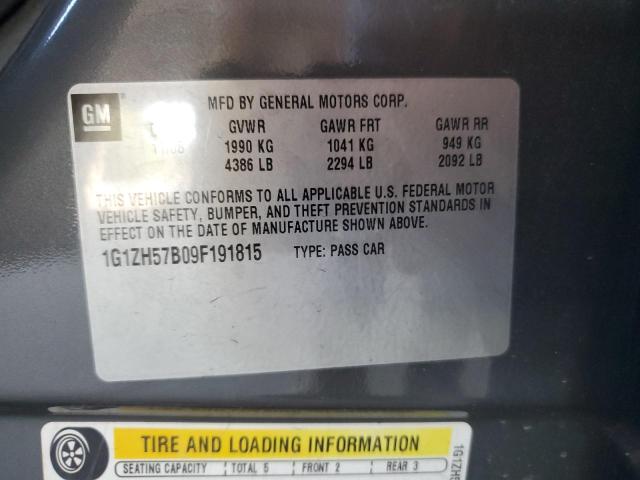 GM
MFD BY GENERAL MOTORS CORP.
GVWR GAWR FRT GAWR RR
1990 KG 1041 KG 949 KG
4386 LB 2294 LB 2092 LB
THIS VEHICLE CONFORMS TO ALL APPLICABLE U.S. FEDERAL MOTOR
VEHICLE SAFETY, BUMPER, AND THEFT PREVENTION STANDARDS IN
EFFECT ON THE DATE OF MANUFACTURE SHOWN ABOVE.
1G1ZH57B09F191815 TYPE: PASS CAR
TIRE AND LOADING INFORMATION
SEATING CAPACITY TOTAL 5 FRONT 2 REAR 3
1G1ZH5